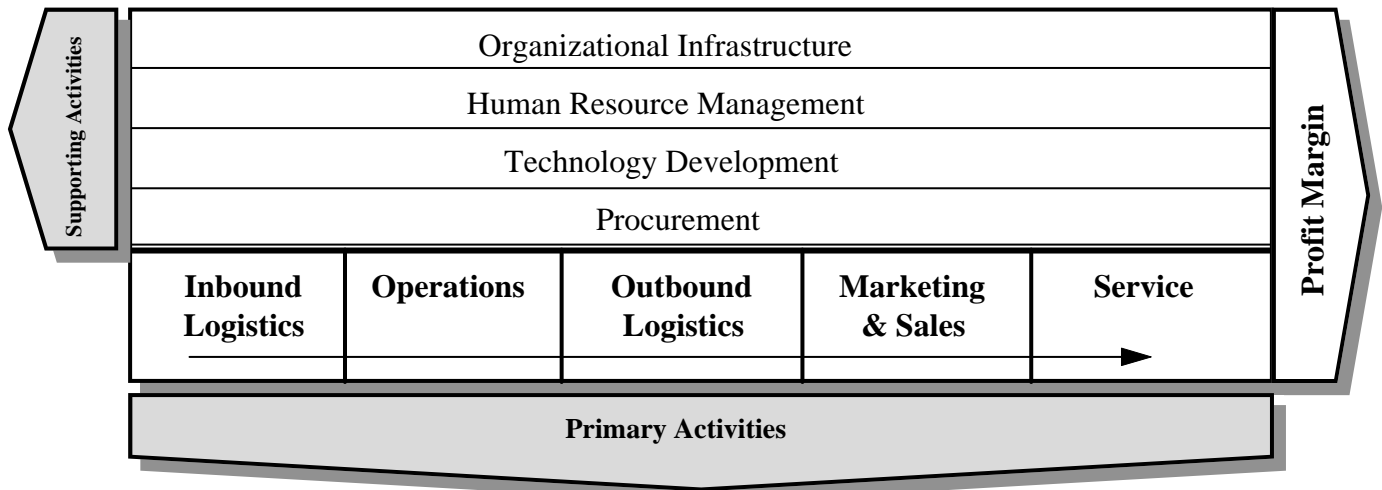 Supporting Activities
Organizational Infrastructure
Human Resource Management
Technology Development
Procurement
Inbound
Logistics
Operations
Outbound
Logistics
Marketing
& Sales
Service
Profit Margin
Primary Activities